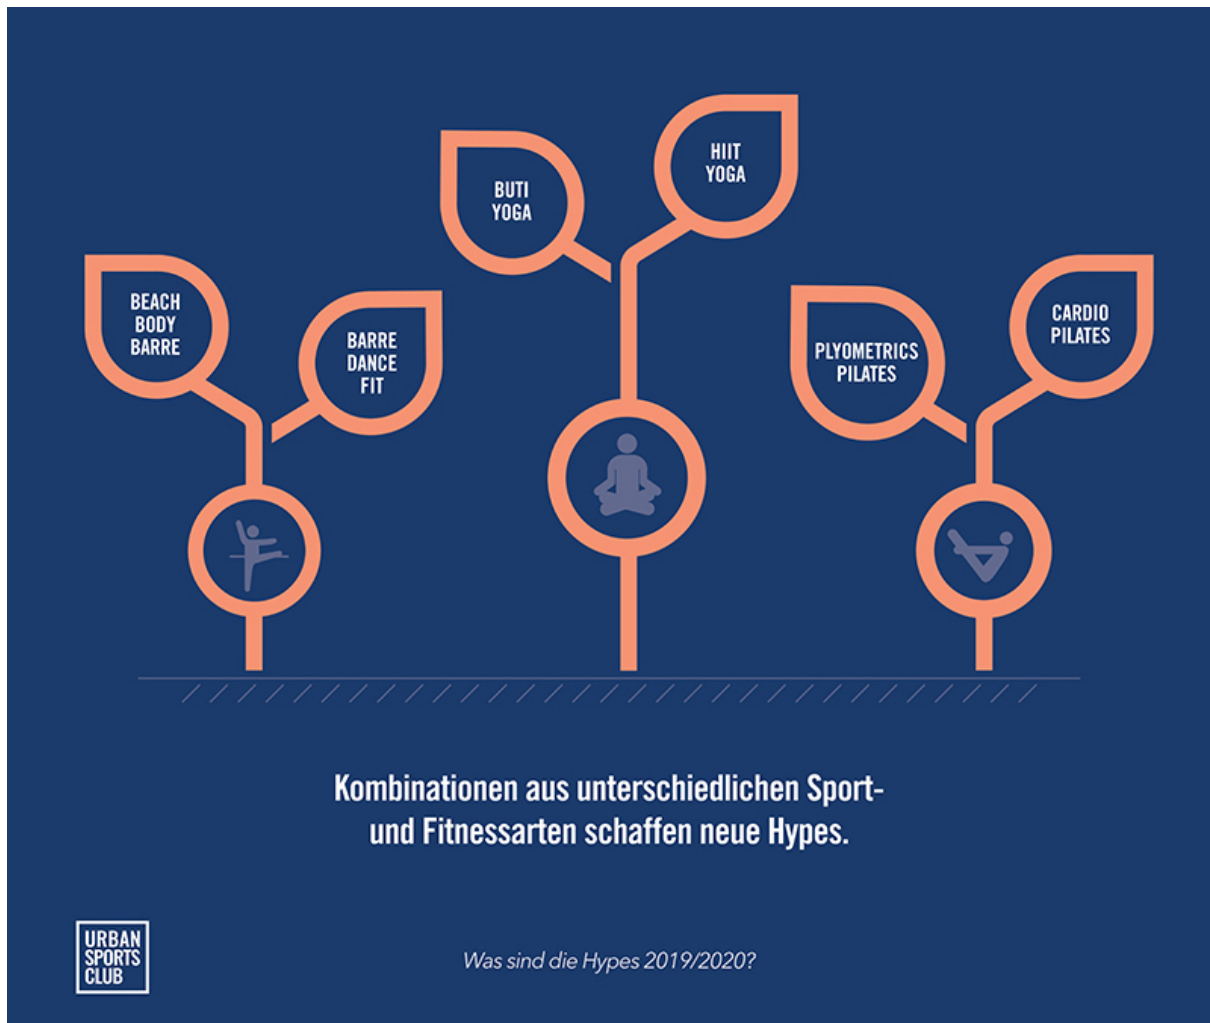 BEACH
BODY
BARRE
BARRE
DANCE
FIT
BUTI
YOGA
HIIT
YOGA
PLYOMETRICS
PILATES
CARDIO
PILATES
Kombinationen aus unterschiedlichen Sport-
und Fitnessarten schaffen neue Hypes.
URBAN
SPORTS
CLUB
Was sind die Hypes 2019/2020?